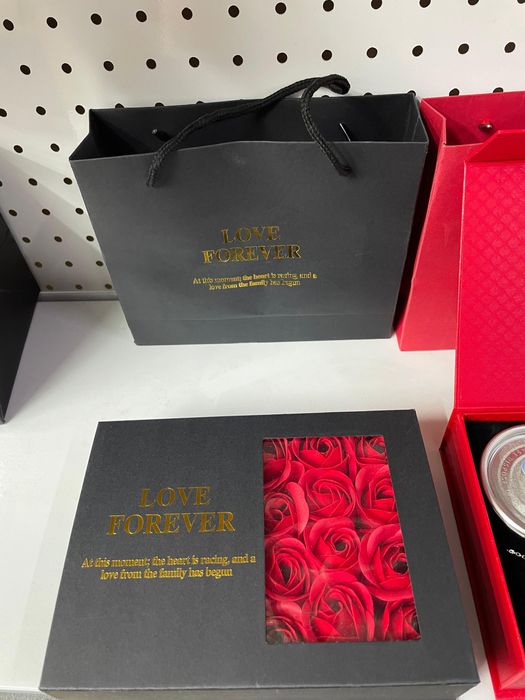 LOVE
FOREVER
At this moment; the heart is racing, and a
love from the family has begun
LOVE
FOREVER
At this moment; the heart is racing, and a
love from the family has begun